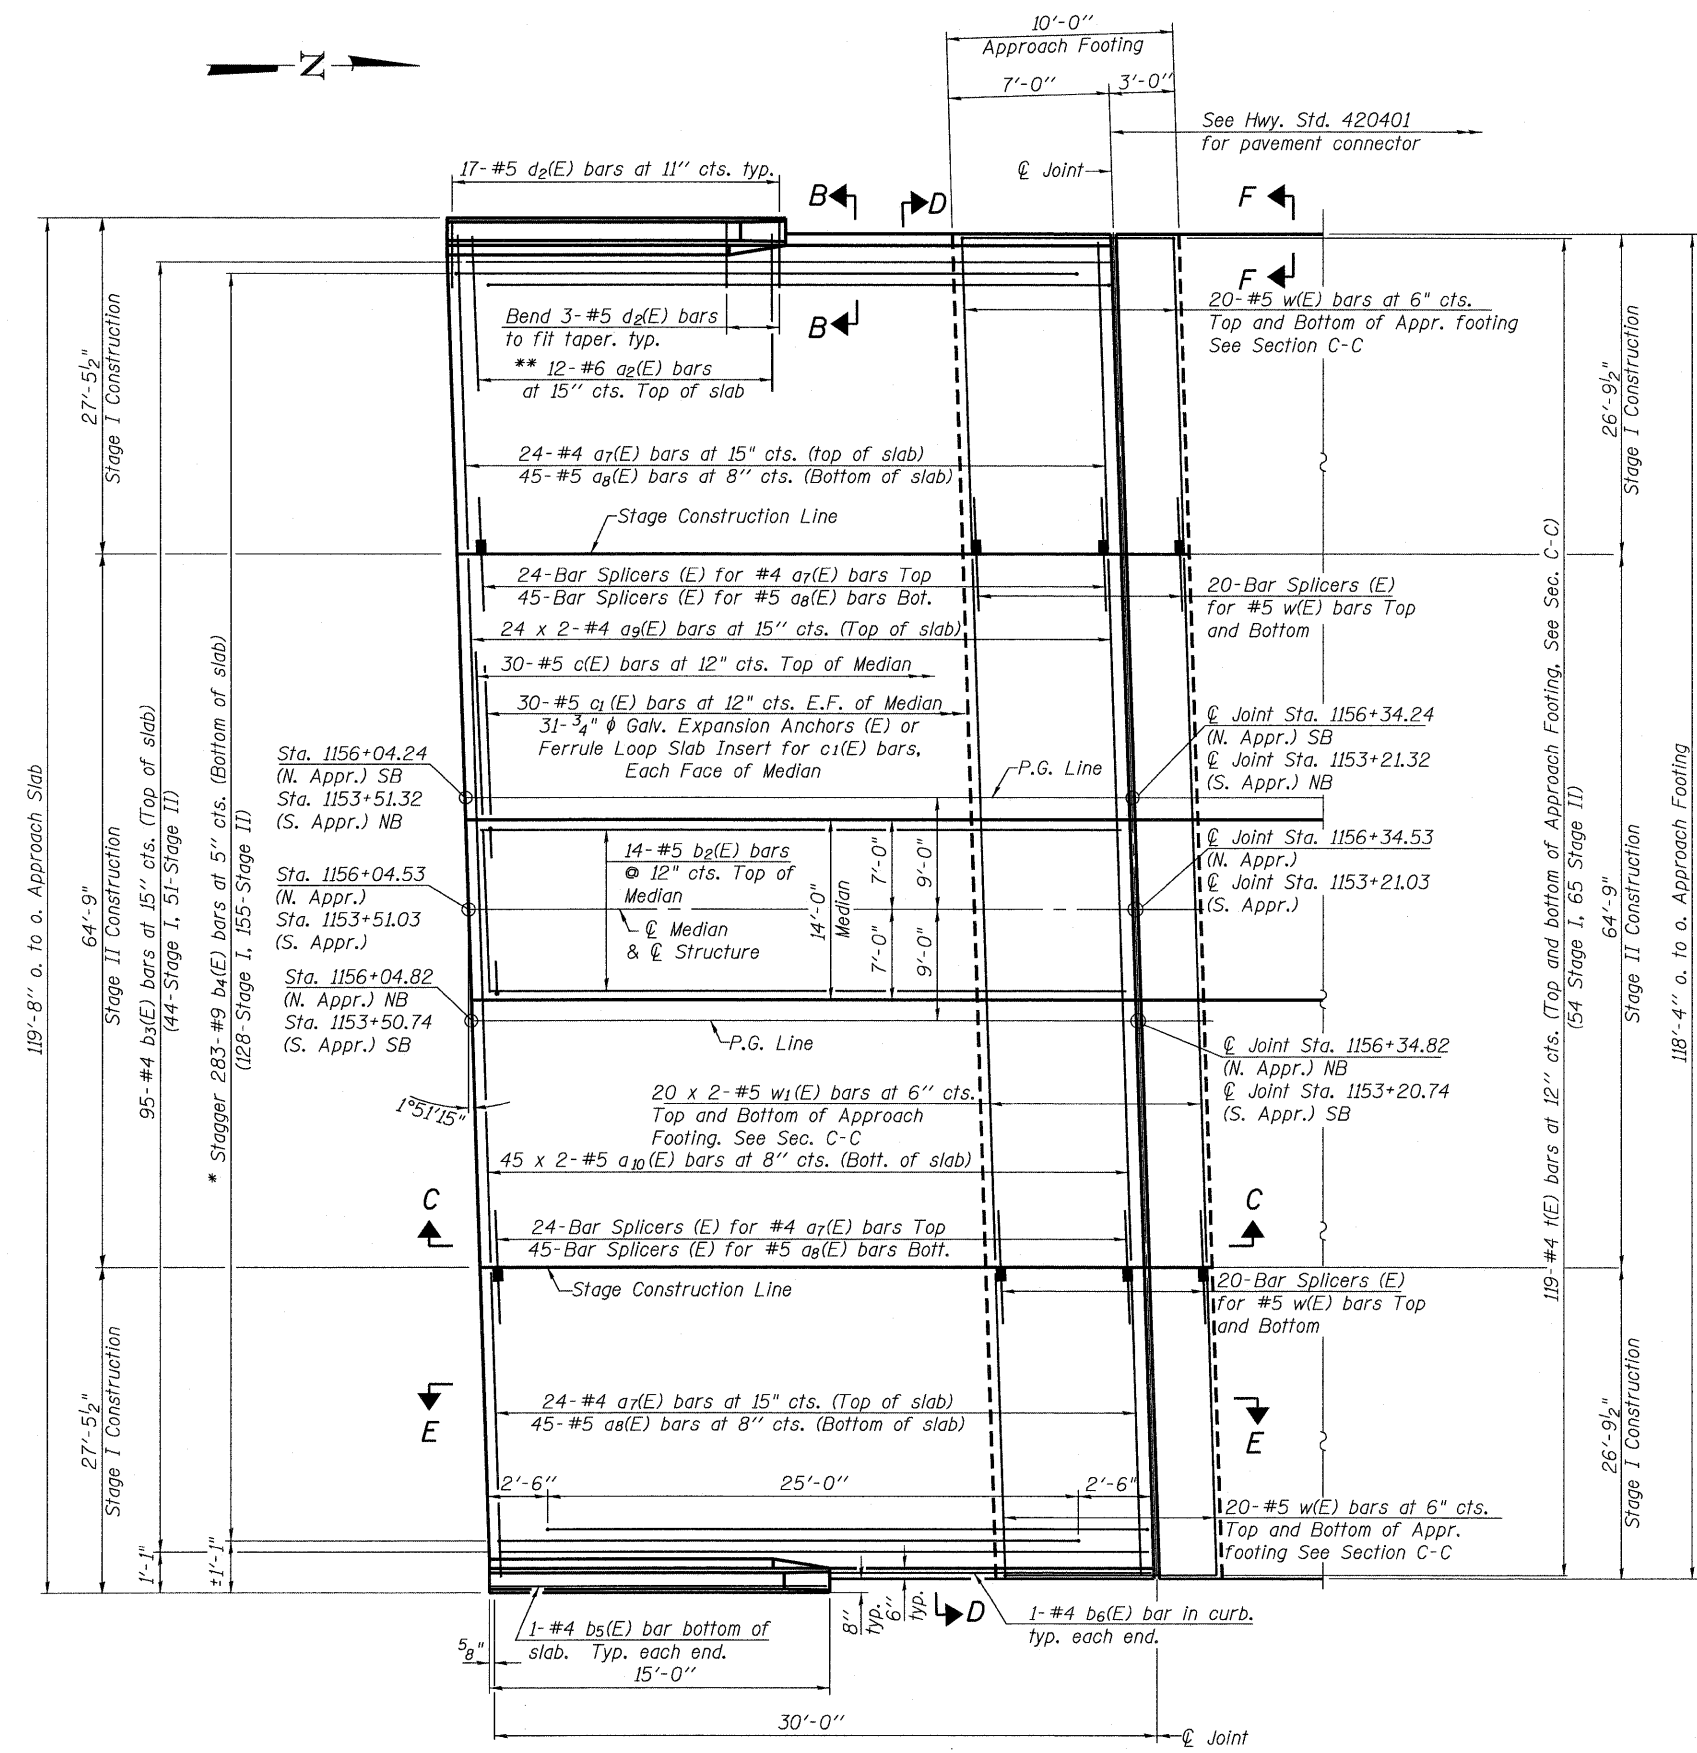 10'-0"
Approach Footing
N
7'-0"
3'-0"
See Hwy. Std. 420401
for pavement connector
17-#5 d2(E) bars at 11" cts. typ.
℄ Joint
B
D
F
F
B
Bend 3-#5 d2(E) bars
to fit taper. typ.
** 12-#6 a2(E) bars
at 15" cts. Top of slab
20-#5 w(E) bars at 6" cts.
Top and Bottom of Appr. footing
See Section C-C
27'-5½"
Stage I Construction
26'-9½"
Stage I Construction
24-#4 a7(E) bars at 15" cts. (top of slab)
45-#5 a8(E) bars at 8" cts. (Bottom of slab)
Stage Construction Line
24-Bar Splicers (E) for #4 a7(E) bars Top
45-Bar Splicers (E) for #5 a8(E) bars Bot.
20-Bar Splicers (E)
for #5 w(E) bars Top
and Bottom
24 x 2-#4 a9(E) bars at 15" cts. (Top of slab)
30-#5 c(E) bars at 12" cts. Top of Median
30-#5 c1(E) bars at 12" cts. E.F. of Median
31-¾" ϕ Galv. Expansion Anchors (E) or
Ferrule Loop Slab Insert for c1(E) bars,
Each Face of Median
P.G. Line
Sta. 1156+04.24
(N. Appr.) SB
Sta. 1153+51.32
(S. Appr.) NB
℄ Joint Sta. 1156+34.24
(N. Appr.) SB
℄ Joint Sta. 1153+21.32
(S. Appr.) NB
119'-8" o. to o. Approach Slab
64'-9"
Stage II Construction
95-#4 b3(E) bars at 15" cts. (Top of slab)
(44-Stage I, 51-Stage II)
* Stagger 283-#9 b4(E) bars at 5" cts. (Bottom of slab)
(128-Stage I, 155-Stage II)
Sta. 1156+04.53
(N. Appr.)
Sta. 1153+51.03
(S. Appr.)
14-#5 b2(E) bars
@ 12" cts. Top of
Median
℄ Median
& ℄ Structure
14'-0"
Median
7'-0"
7'-0"
9'-0"
9'-0"
℄ Joint Sta. 1156+34.53
(N. Appr.)
℄ Joint Sta. 1153+21.03
(S. Appr.)
119-#4 t(E) bars at 12" cts. (Top and bottom of Approach Footing, See Sec. C-C)
(54 Stage I, 65 Stage II)
64'-9"
Stage II Construction
118'-4" o. to o. Approach Footing
Sta. 1156+04.82
(N. Appr.) NB
Sta. 1153+50.74
(S. Appr.) SB
P.G. Line
℄ Joint Sta. 1156+34.82
(N. Appr.) NB
℄ Joint Sta. 1153+20.74
(S. Appr.) SB
1°51'15"
20 x 2-#5 w1(E) bars at 6" cts.
Top and Bottom of Approach
Footing. See Sec. C-C
45 x 2-#5 a10(E) bars at 8" cts. (Bott. of slab)
C
C
24-Bar Splicers (E) for #4 a7(E) bars Top
45-Bar Splicers (E) for #5 a8(E) bars Bott.
Stage Construction Line
20-Bar Splicers (E)
for #5 w(E) bars Top
and Bottom
27'-5½"
Stage I Construction
26'-9½"
Stage I Construction
E
E
24-#4 a7(E) bars at 15" cts. (Top of slab)
45-#5 a8(E) bars at 8" cts. (Bottom of slab)
2'-6"
25'-0"
2'-6"
20-#5 w(E) bars at 6" cts.
Top and Bottom of Appr.
footing See Section C-C
1'-1"
±1'-1"
8"
typ.
6"
typ.
D
1-#4 b5(E) bar bottom of
slab. Typ. each end.
1-#4 b6(E) bar in curb.
typ. each end.
5/8"
15'-0"
30'-0"
℄ Joint